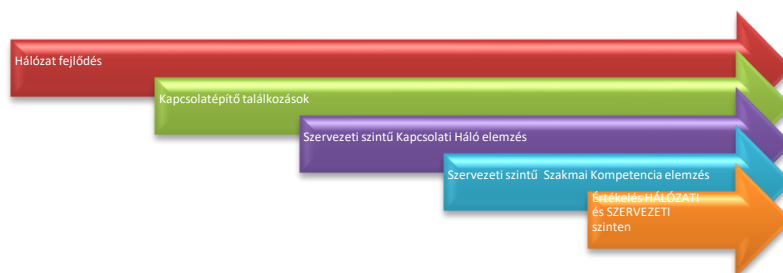 Hálózat fejlődés
Kapcsolatépítő találkozások
Szervezeti szintű Kapcsolati Háló elemzés
Szervezeti szintű  Szakmai Kompetencia elemzés
Értékelés HÁLÓZATI
és SZERVEZETI
szinten